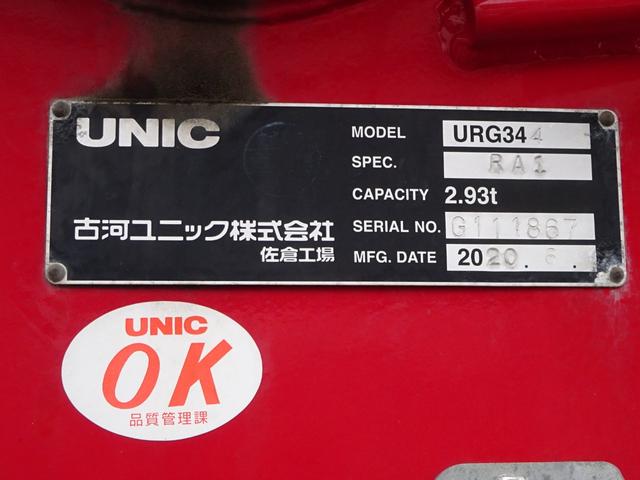 UNIC
MODEL URG344
SPEC. RA1
CAPACITY 2.93t
SERIAL NO. G111867
MFG. DATE 2020.6.
古河ユニック株式会社
佐倉工場
UNIC
OK
品質管理課